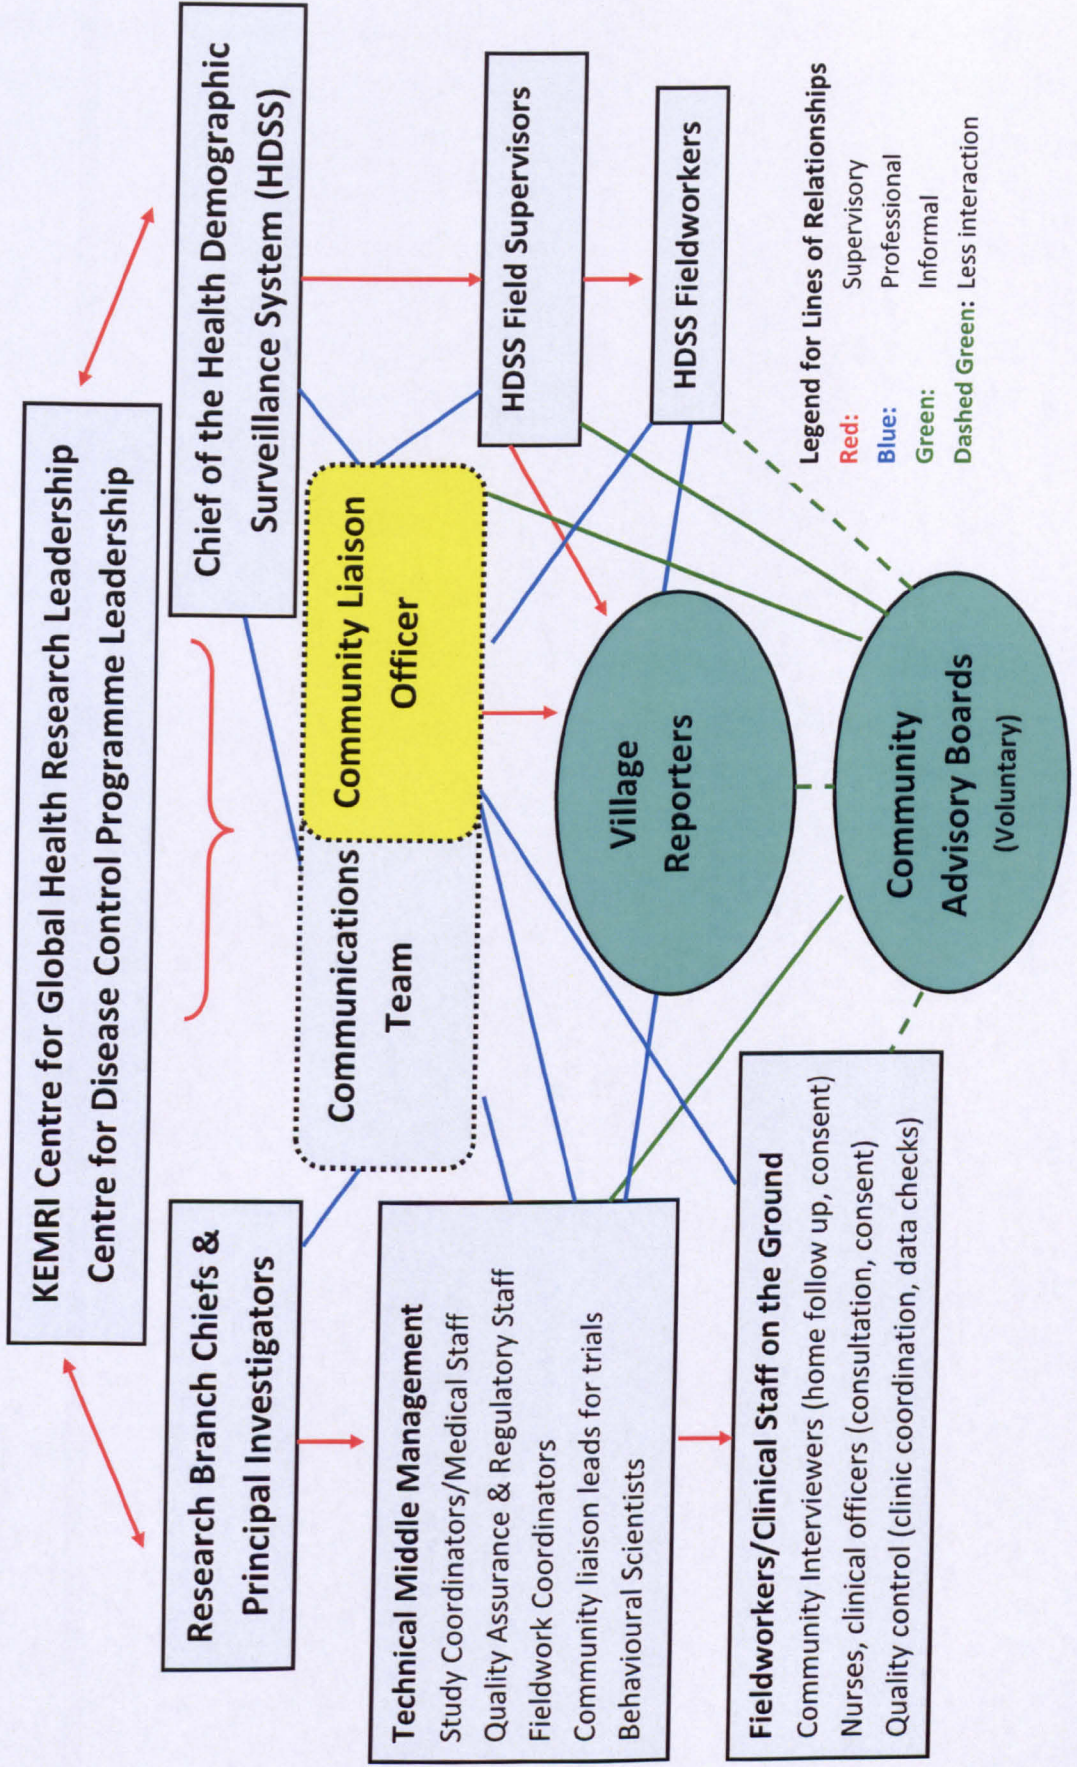 KEMRI Centre for Global Health Research Leadership
Centre for Disease Control Programme Leadership
Research Branch Chiefs &
Principal Investigators
Chief of the Health Demographic
Surveillance System (HDSS)
Communications
Team
Community Liaison
Officer
Technical Middle Management
Study Coordinators/Medical Staff
Quality Assurance & Regulatory Staff
Fieldwork Coordinators
Community liaison leads for trials
Behavioural Scientists
HDSS Field Supervisors
Village
Reporters
HDSS Fieldworkers
Fieldworkers/Clinical Staff on the Ground
Community Interviewers (home follow up, consent)
Nurses, clinical officers (consultation, consent)
Quality control (clinic coordination, data checks)
Community
Advisory Boards
(Voluntary)
Legend for Lines of Relationships
Red: Supervisory
Blue: Professional
Green: Informal
Dashed Green: Less interaction